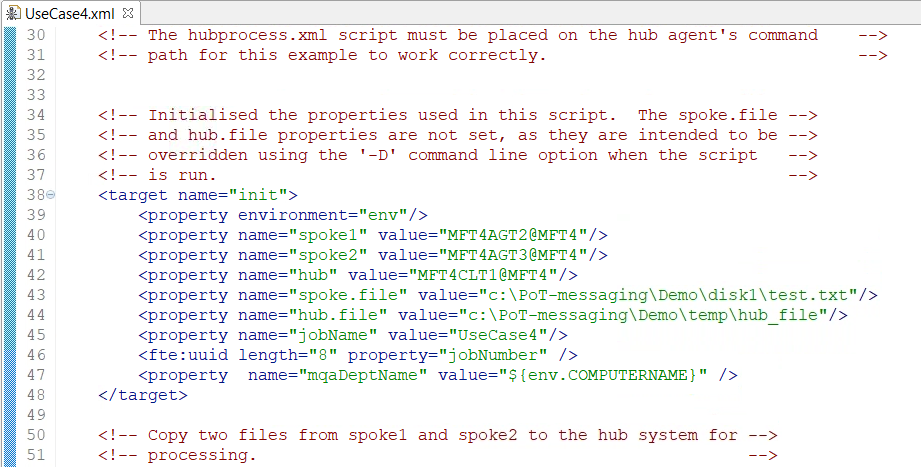 UseCase4.xml
30 <!-- The hubprocess.xml script must be placed on the hub agent's command -->
31 <!-- path for this example to work correctly. -->
32
33
34 <!-- Initialised the properties used in this script. The spoke.file -->
35 <!-- and hub.file properties are not set, as they are intended to be -->
36 <!-- overridden using the '-D' command line option when the script -->
37 <!-- is run. -->
38 <target name="init">
39 <property environment="env"/>
40 <property name="spoke1" value="MFT4AGT2@MFT4"/>
41 <property name="spoke2" value="MFT4AGT3@MFT4"/>
42 <property name="hub" value="MFT4CLT1@MFT4"/>
43 <property name="spoke.file" value="c:\PoT-messaging\Demo\disk1\test.txt"/>
44 <property name="hub.file" value="c:\PoT-messaging\Demo\temp\hub_file"/>
45 <property name="jobName" value="UseCase4"/>
46 <fte:uuid length="8" property="jobNumber" />
47 <property  name="mqaDeptName" value="${env.COMPUTERNAME}" />
48 </target>
49
50 <!-- Copy two files from spoke1 and spoke2 to the hub system for -->
51 <!-- processing. -->